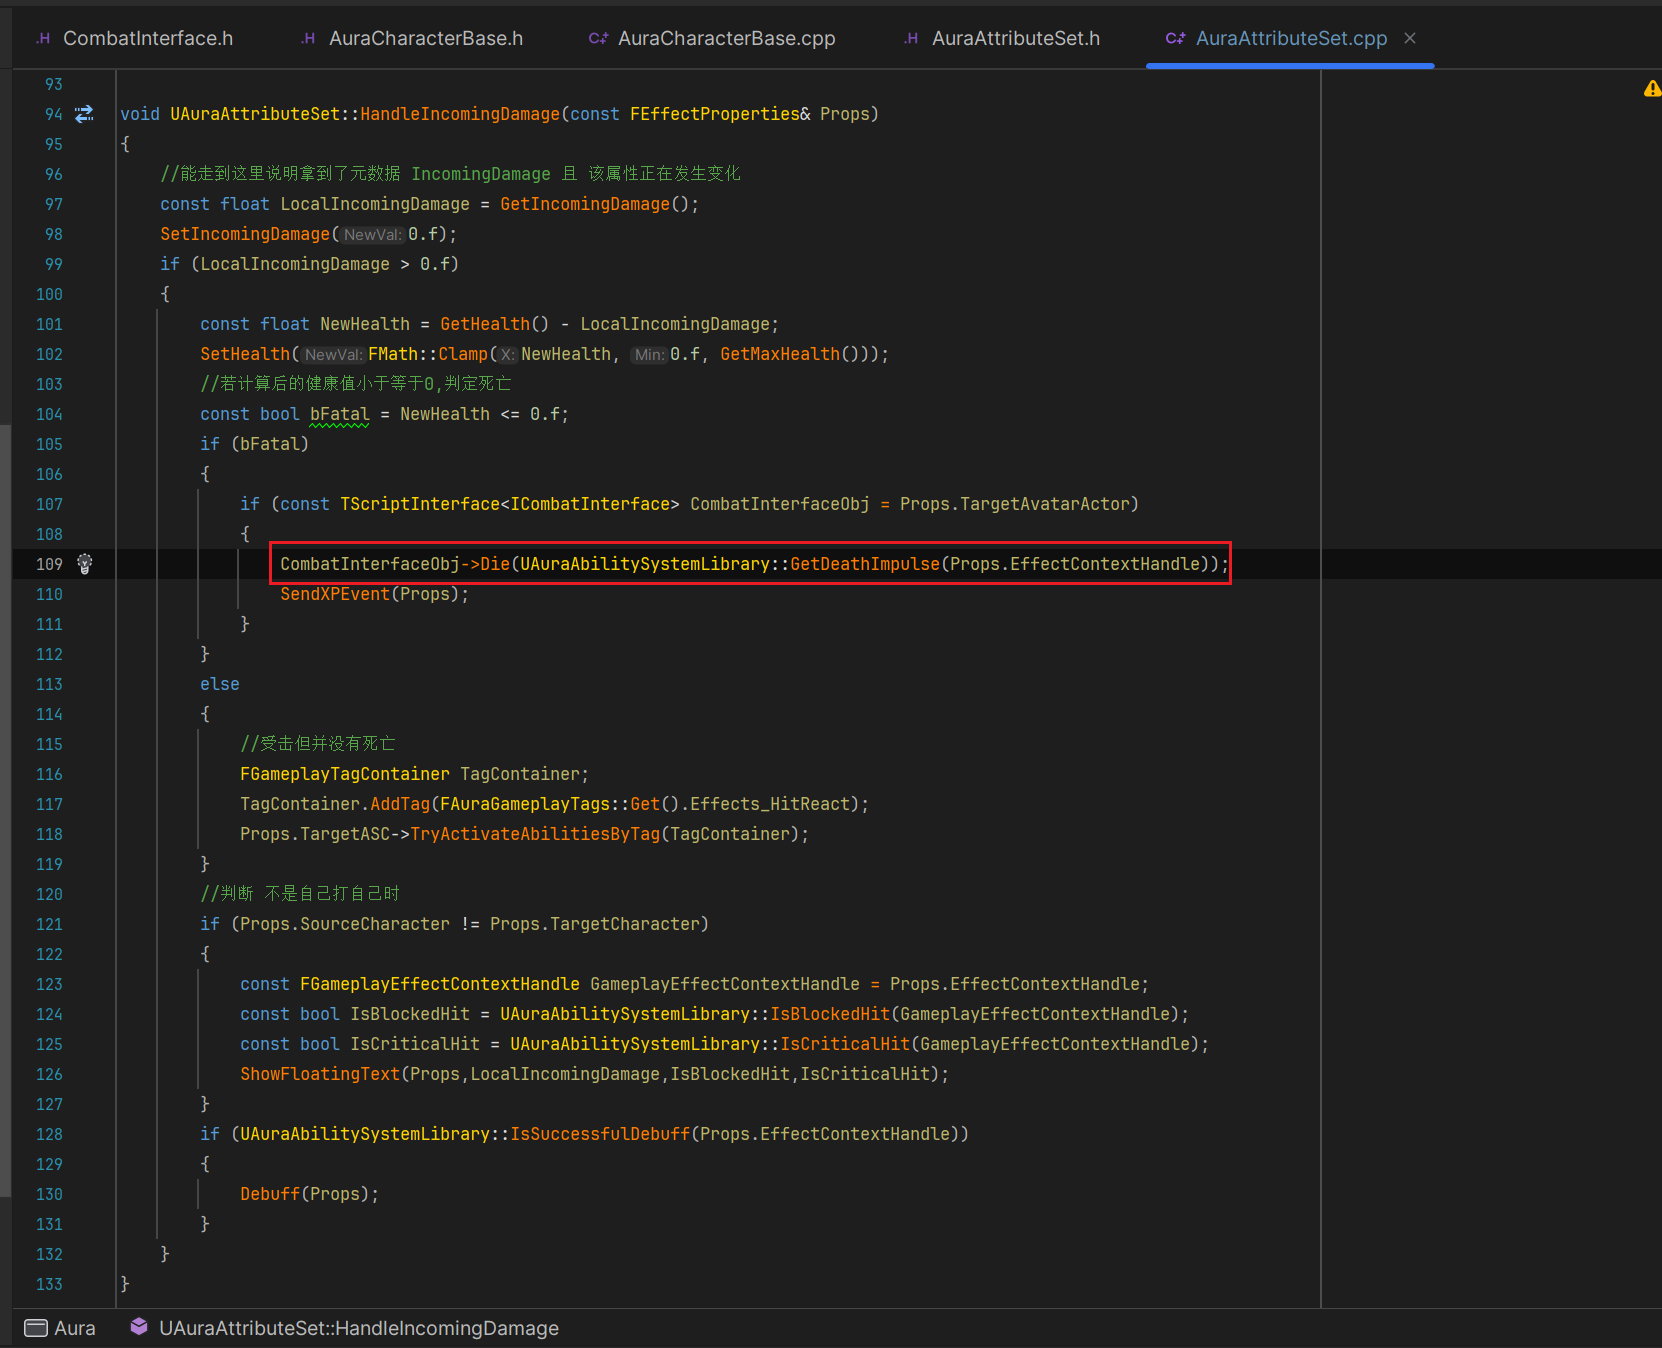 .H CombatInterface.h .H AuraCharacterBase.h C++ AuraCharacterBase.cpp .H AuraAttributeSet.h C++ AuraAttributeSet.cpp ×
93
94 void UAuraAttributeSet::HandleIncomingDamage(const FEffectProperties& Props)
95 {
96 //能走到这里说明拿到了元数据 IncomingDamage 且 该属性正在发生变化
97 const float LocalIncomingDamage = GetIncomingDamage();
98 SetIncomingDamage(NewVal: 0.f);
99 if (LocalIncomingDamage > 0.f)
100 {
101 const float NewHealth = GetHealth() - LocalIncomingDamage;
102 SetHealth(NewVal: FMath::Clamp(X: NewHealth, Min: 0.f, GetMaxHealth()));
103 //若计算后的健康值小于等于0,判定死亡
104 const bool bFatal = NewHealth <= 0.f;
105 if (bFatal)
106 {
107 if (const TScriptInterface<ICombatInterface> CombatInterfaceObj = Props.TargetAvatarActor)
108 {
109 CombatInterfaceObj->Die(UAuraAbilitySystemLibrary::GetDeathImpulse(Props.EffectContextHandle));
110 SendXPEvent(Props);
111 }
112 }
113 else
114 {
115 //受击但并没有死亡
116 FGameplayTagContainer TagContainer;
117 TagContainer.AddTag(FAuraGameplayTags::Get().Effects_HitReact);
118 Props.TargetASC->TryActivateAbilitiesByTag(TagContainer);
119 }
120 //判断 不是自己打自己时
121 if (Props.SourceCharacter != Props.TargetCharacter)
122 {
123 const FGameplayEffectContextHandle GameplayEffectContextHandle = Props.EffectContextHandle;
124 const bool IsBlockedHit = UAuraAbilitySystemLibrary::IsBlockedHit(GameplayEffectContextHandle);
125 const bool IsCriticalHit = UAuraAbilitySystemLibrary::IsCriticalHit(GameplayEffectContextHandle);
126 ShowFloatingText(Props,LocalIncomingDamage,IsBlockedHit,IsCriticalHit);
127 }
128 if (UAuraAbilitySystemLibrary::IsSuccessfulDebuff(Props.EffectContextHandle))
129 {
130 Debuff(Props);
131 }
132 }
133 }
Aura UAuraAttributeSet::HandleIncomingDamage